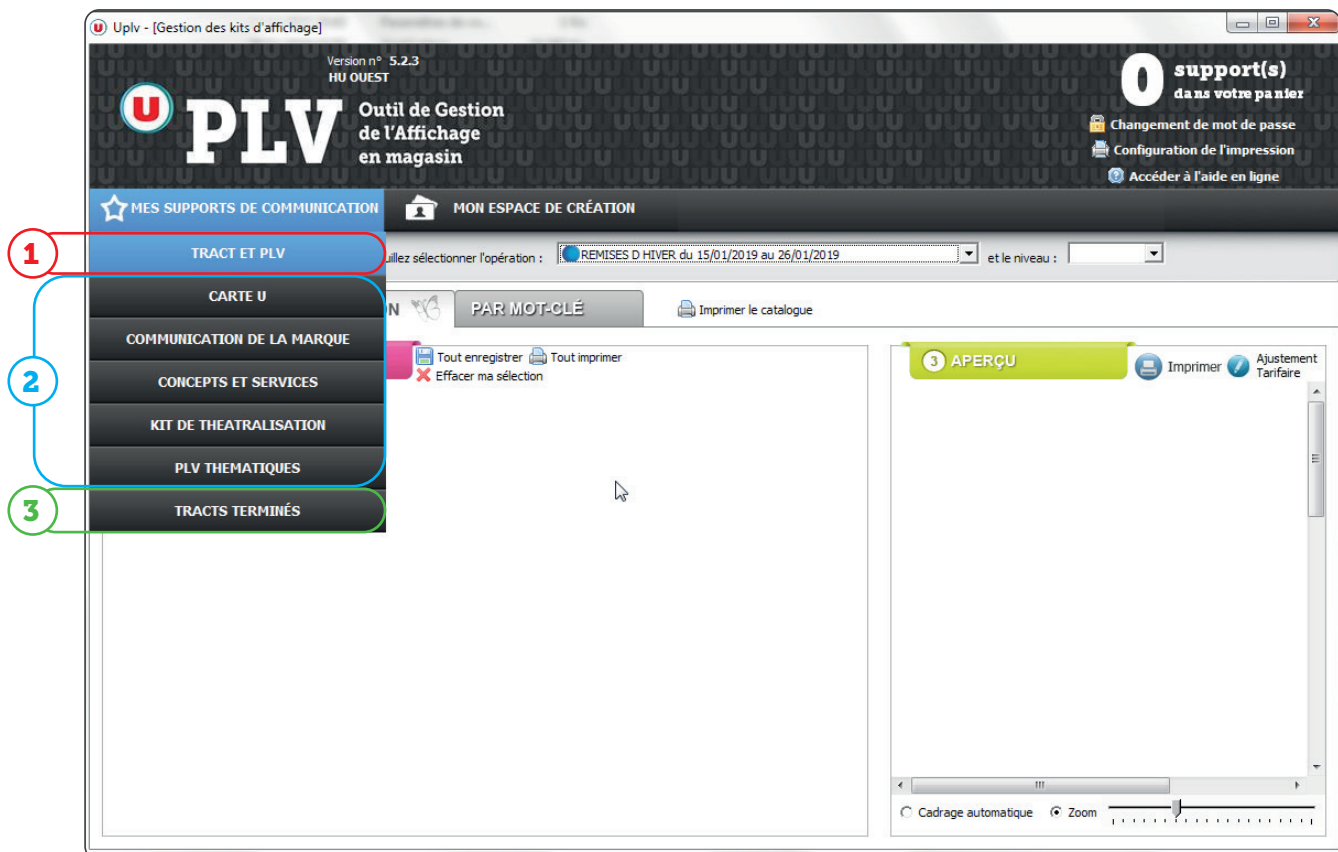 Uplv - [Gestion des kits d'affichage]
Version n° 5.2.3
HU OUEST
U PLV
Outil de Gestion
de l'Affichage
en magasin
0 support(s)
dans votre panier
Changement de mot de passe
Configuration de l'impression
Accéder à l'aide en ligne
MES SUPPORTS DE COMMUNICATION
MON ESPACE DE CRÉATION
1
TRACT ET PLV
uillez sélectionner l'opération :
REMISES D HIVER du 15/01/2019 au 26/01/2019
et le niveau :
CARTE U
ON
PAR MOT-CLÉ
Imprimer le catalogue
COMMUNICATION DE LA MARQUE
Tout enregistrer
Tout imprimer
Effacer ma sélection
3 APERÇU
Imprimer
Ajustement
Tarifaire
2
CONCEPTS ET SERVICES
KIT DE THEATRALISATION
PLV THEMATIQUES
3
TRACTS TERMINÉS
Cadrage automatique
Zoom